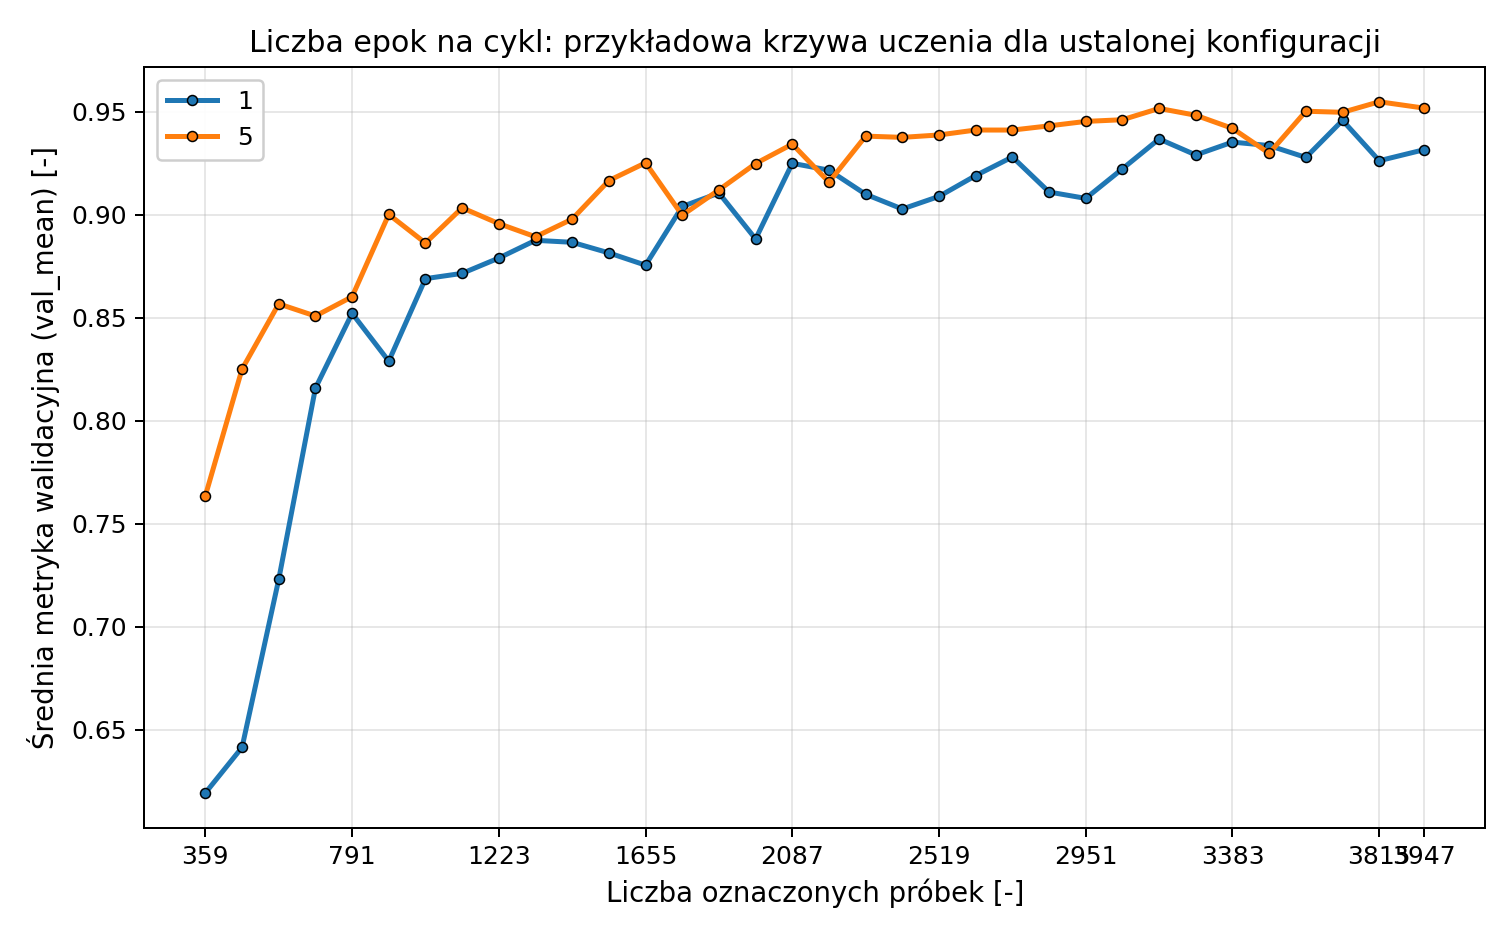 Liczba epok na cykl: przykładowa krzywa uczenia dla ustalonej konfiguracji
1
5
Średnia metryka walidacyjna (val_mean) [-]
0.95
0.90
0.85
0.80
0.75
0.70
0.65
359 791 1223 1655 2087 2519 2951 3383 3815 3947
Liczba oznaczonych próbek [-]